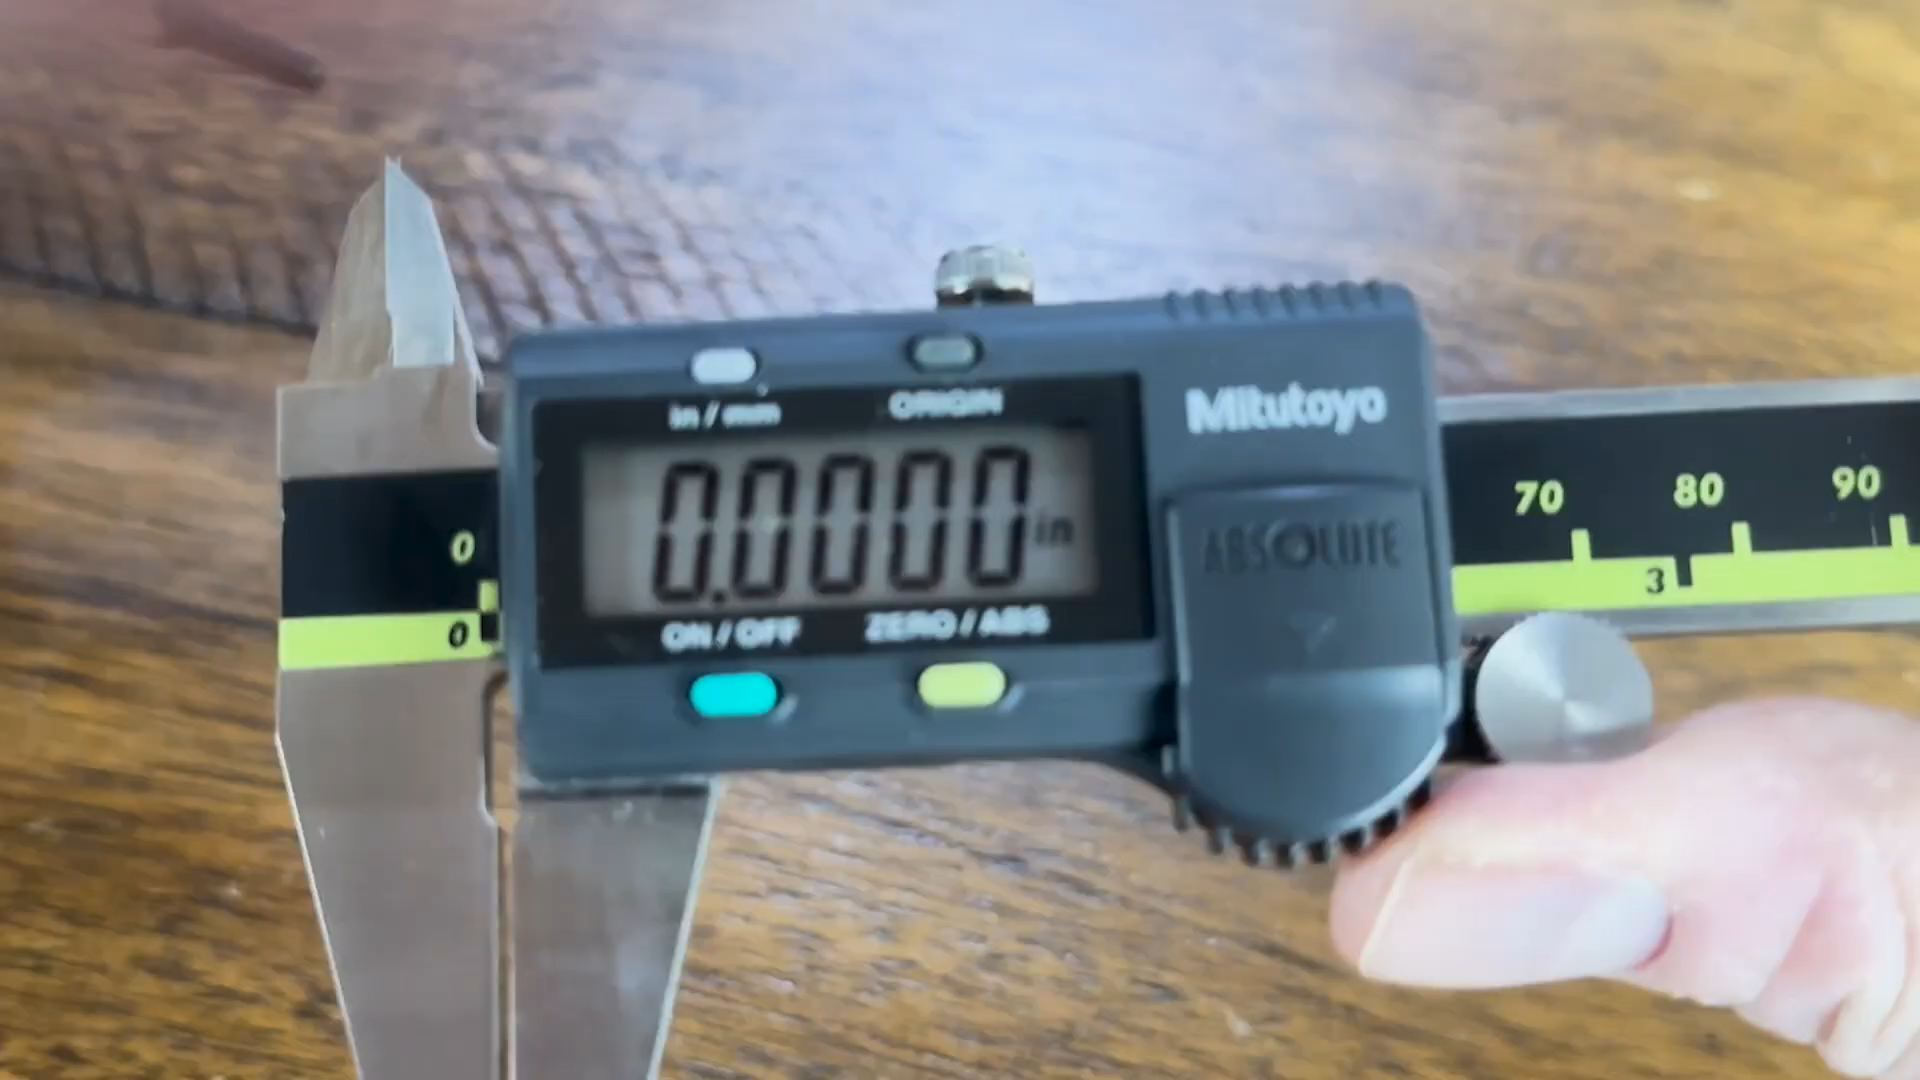 in/mm
ORIGIN
Mitutoyo
0.0000 in
ABSOLUTE
ON/OFF
ZERO/ABS
0
0
70
80
90
3